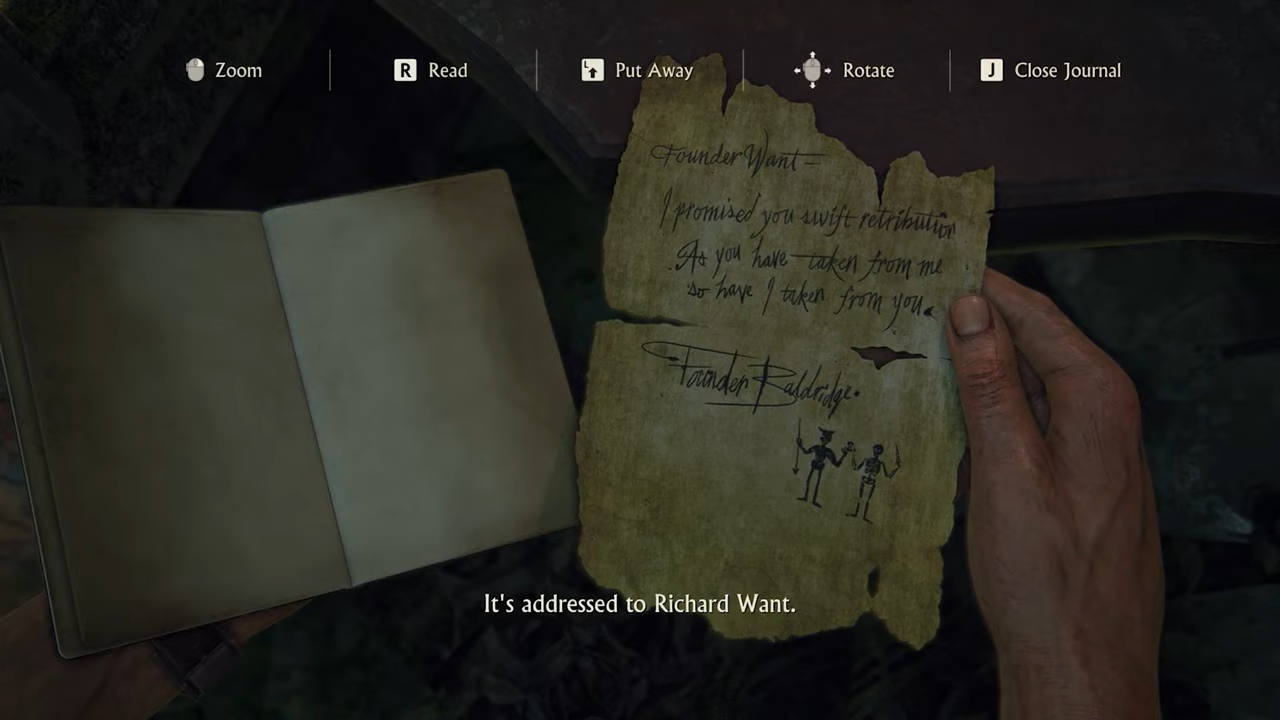 Zoom
R Read
L Put Away
Rotate
J Close Journal
Founder Want—
I promised you swift retribution
As you have taken from me
so have I taken from you.
Founder Baldridge.
It's addressed to Richard Want.